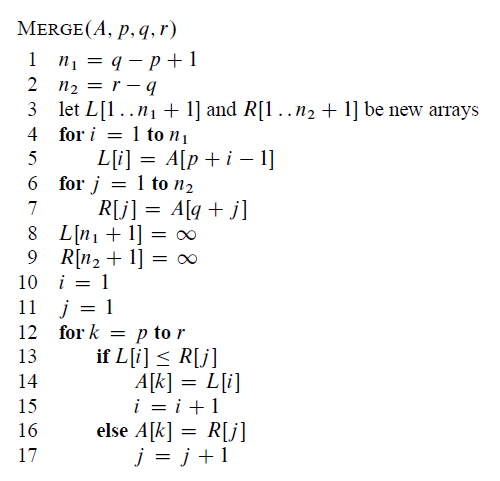 MERGE(A, p, q, r)
1 n₁ = q − p + 1
2 n₂ = r − q
3 let L[1 . . n₁ + 1] and R[1 . . n₂ + 1] be new arrays
4 for i = 1 to n₁
5 L[i] = A[p + i − 1]
6 for j = 1 to n₂
7 R[j] = A[q + j]
8 L[n₁ + 1] = ∞
9 R[n₂ + 1] = ∞
10 i = 1
11 j = 1
12 for k = p to r
13 if L[i] ≤ R[j]
14 A[k] = L[i]
15 i = i + 1
16 else A[k] = R[j]
17 j = j + 1